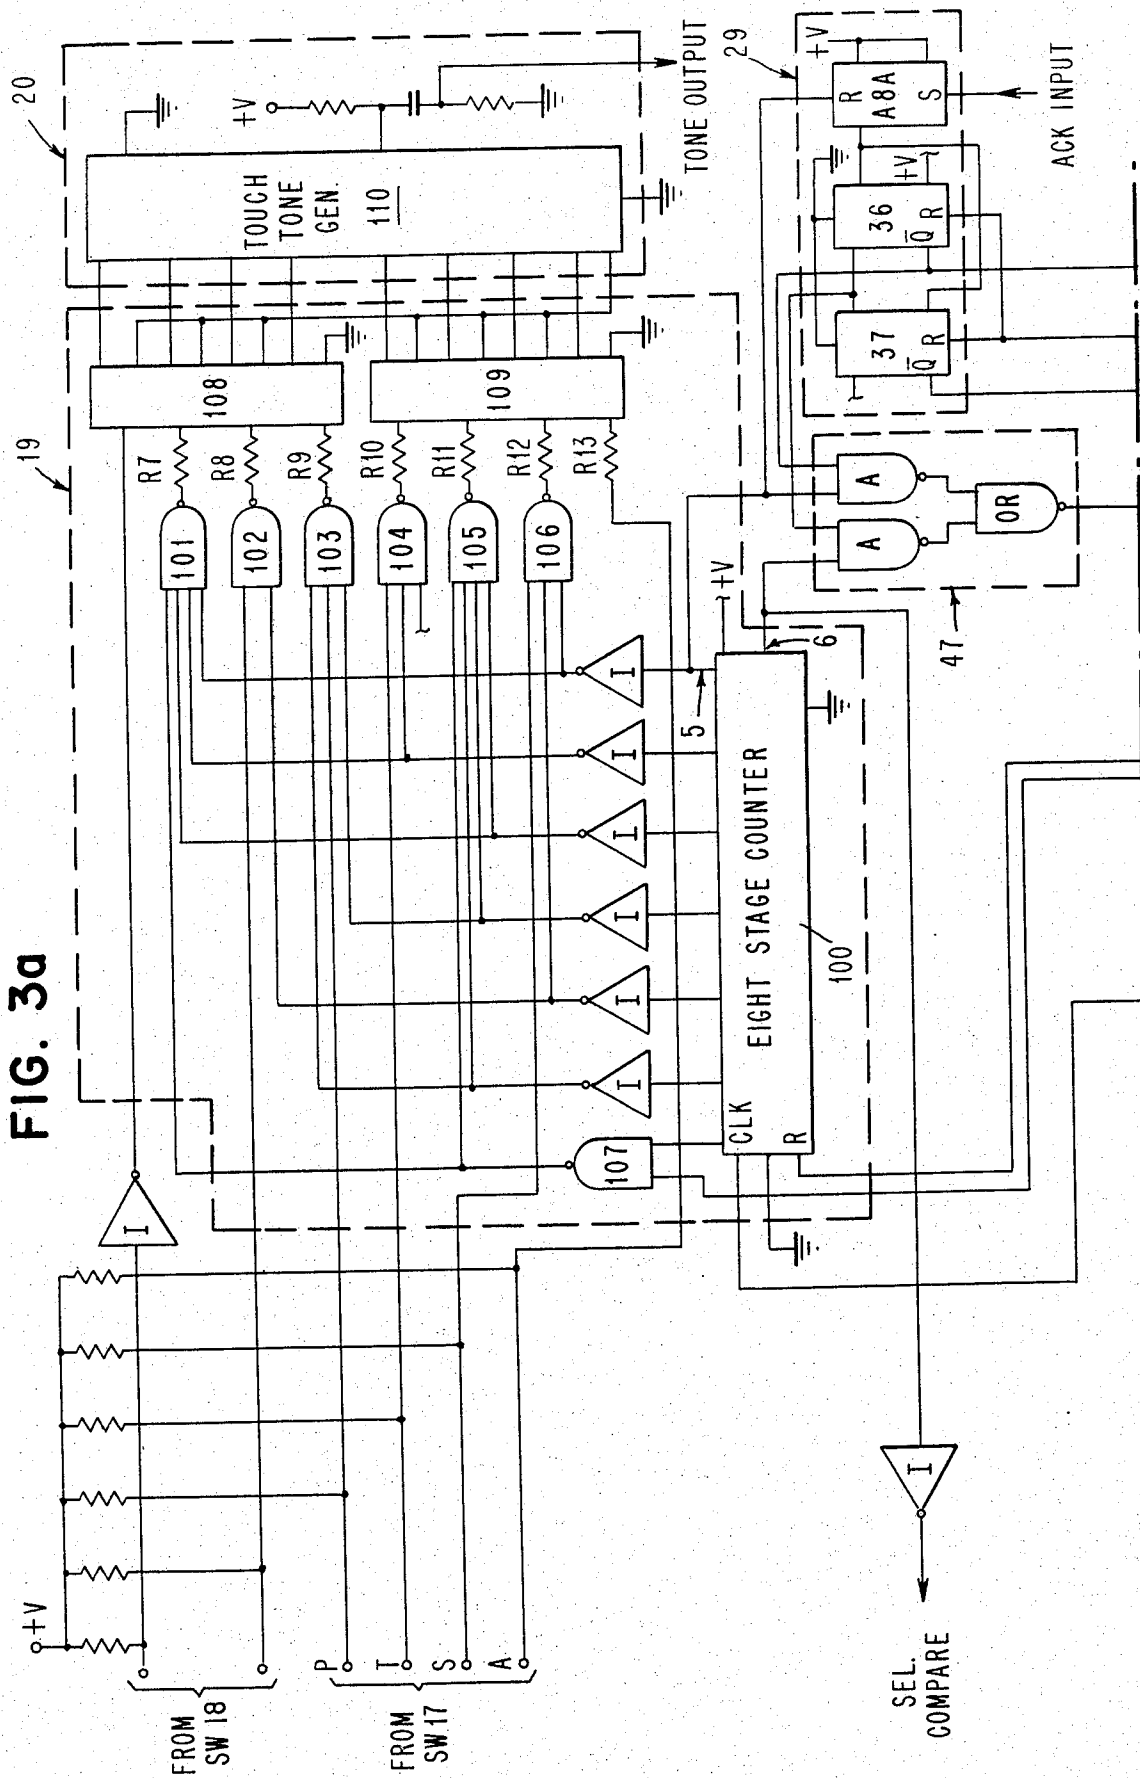 FIG. 3a
19
20
+V
FROM
SW 18
FROM
SW 17
P
T
S
A
I
101
102
103
104
105
106
107
R7
R8
R9
R10
R11
R12
R13
108
109
TOUCH
TONE
GEN.
110
+V
TONE OUTPUT
I
I
I
I
I
I
5
6
+V
CLK
R
EIGHT STAGE COUNTER
100
29
37
Q̅ R
36
Q̅ R
+V
R
A8A
S
+V
ACK INPUT
A
A
OR
47
I
SEL.
COMPARE